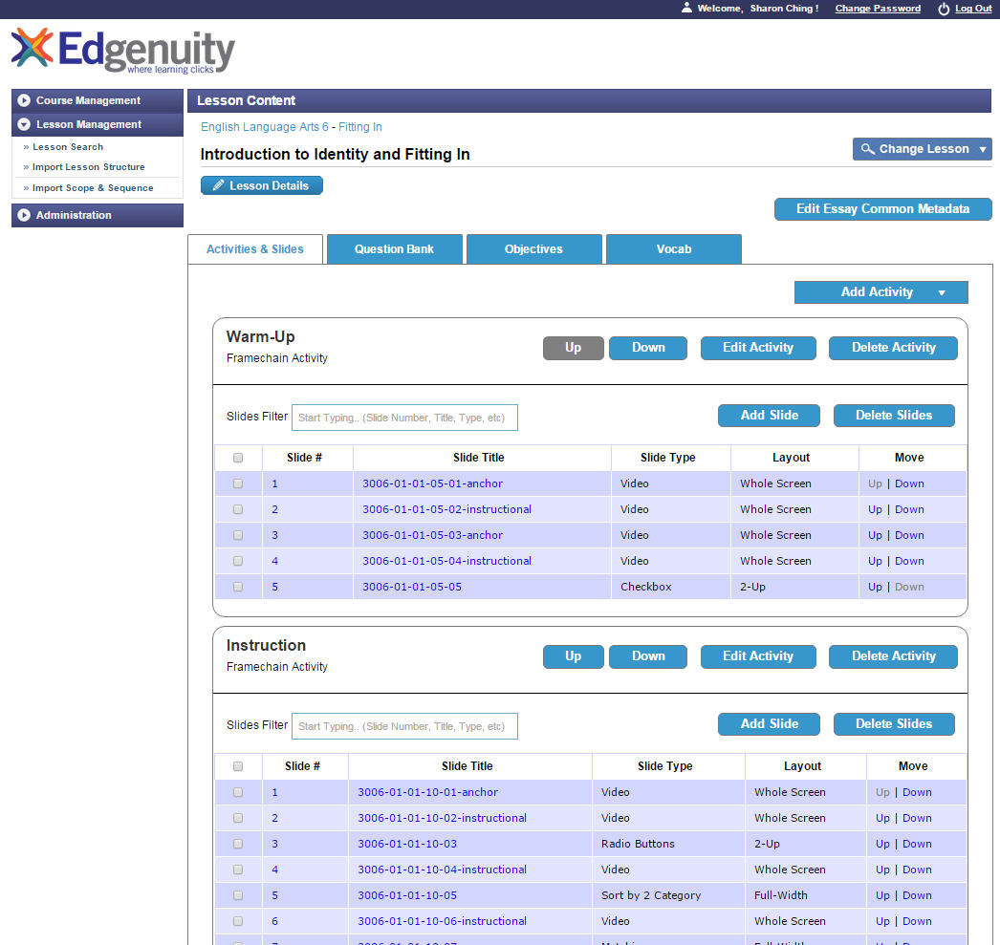 Welcome, Sharon Ching ! Change Password Log Out
Edgenuity
where learning clicks
Course Management
Lesson Management
» Lesson Search
» Import Lesson Structure
» Import Scope & Sequence
Administration
Lesson Content
English Language Arts 6 - Fitting In
Introduction to Identity and Fitting In
Change Lesson
Lesson Details
Edit Essay Common Metadata
Activities & Slides Question Bank Objectives Vocab
Add Activity
Warm-Up
Framechain Activity
Up Down Edit Activity Delete Activity
Slides Filter Start Typing.. (Slide Number, Title, Type, etc) Add Slide Delete Slides
Slide # Slide Title Slide Type Layout Move
1 3006-01-01-05-01-anchor Video Whole Screen Up | Down
2 3006-01-01-05-02-instructional Video Whole Screen Up | Down
3 3006-01-01-05-03-anchor Video Whole Screen Up | Down
4 3006-01-01-05-04-instructional Video Whole Screen Up | Down
5 3006-01-01-05-05 Checkbox 2-Up Up | Down
Instruction
Framechain Activity
Up Down Edit Activity Delete Activity
Slides Filter Start Typing.. (Slide Number, Title, Type, etc) Add Slide Delete Slides
Slide # Slide Title Slide Type Layout Move
1 3006-01-01-10-01-anchor Video Whole Screen Up | Down
2 3006-01-01-10-02-instructional Video Whole Screen Up | Down
3 3006-01-01-10-03 Radio Buttons 2-Up Up | Down
4 3006-01-01-10-04-instructional Video Whole Screen Up | Down
5 3006-01-01-10-05 Sort by 2 Category Full-Width Up | Down
6 3006-01-01-10-06-instructional Video Whole Screen Up | Down